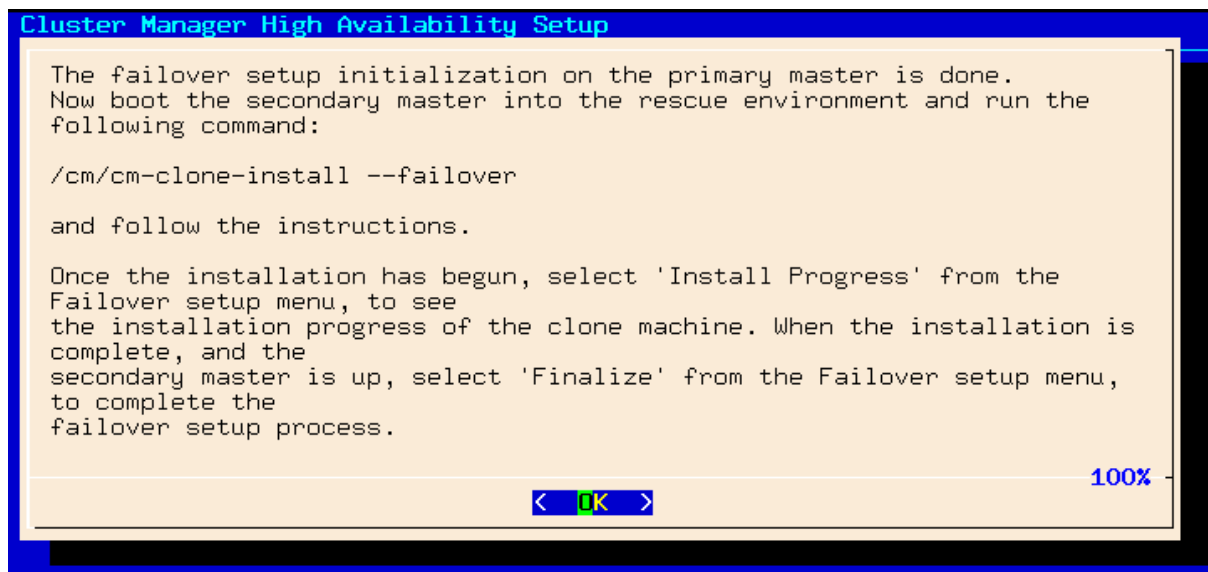 Cluster Manager High Availability Setup
The failover setup initialization on the primary master is done.
Now boot the secondary master into the rescue environment and run the
following command:
/cm/cm-clone-install --failover
and follow the instructions.
Once the installation has begun, select 'Install Progress' from the
Failover setup menu, to see
the installation progress of the clone machine. When the installation is
complete, and the
secondary master is up, select 'Finalize' from the Failover setup menu,
to complete the
failover setup process.
100%
< OK >